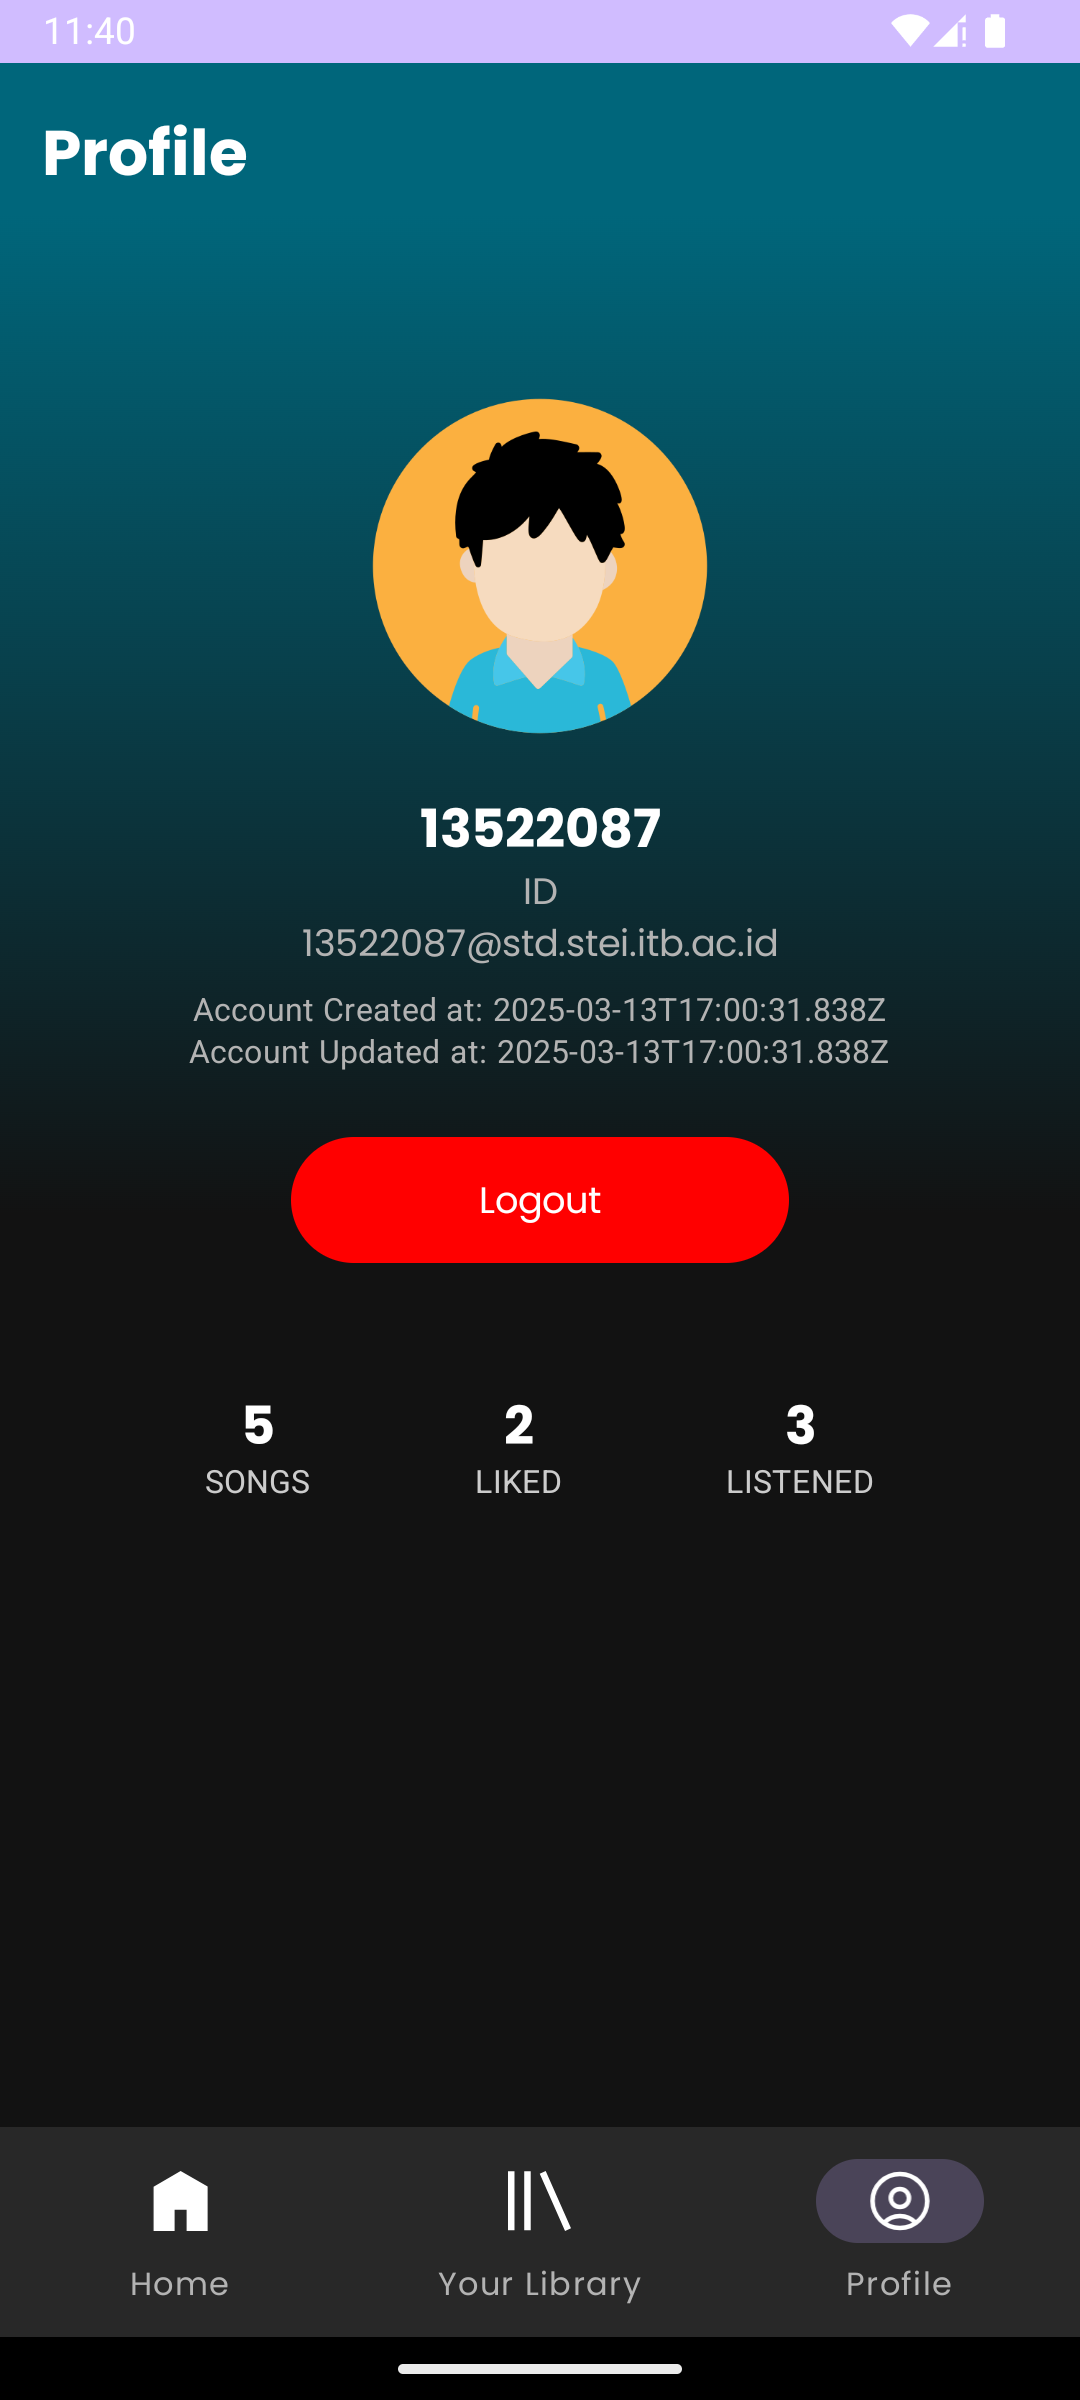 11:40
Profile
13522087
ID
13522087@std.stei.itb.ac.id
Account Created at: 2025-03-13T17:00:31.838Z
Account Updated at: 2025-03-13T17:00:31.838Z
Logout
5 2 3
SONGS LIKED LISTENED
Home Your Library Profile